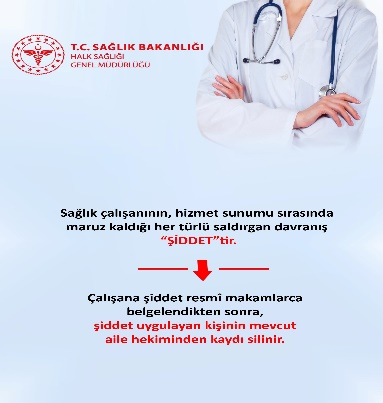 T.C. SAĞLIK BAKANLIĞI
HALK SAĞLIĞI
GENEL MÜDÜRLÜĞÜ
Sağlık çalışanının, hizmet sunumu sırasında
maruz kaldığı her türlü saldırgan davranış
“ŞİDDET”tir.
Çalışana şiddet resmî makamlarca
belgelendikten sonra,
şiddet uygulayan kişinin mevcut
aile hekiminden kaydı silinir.